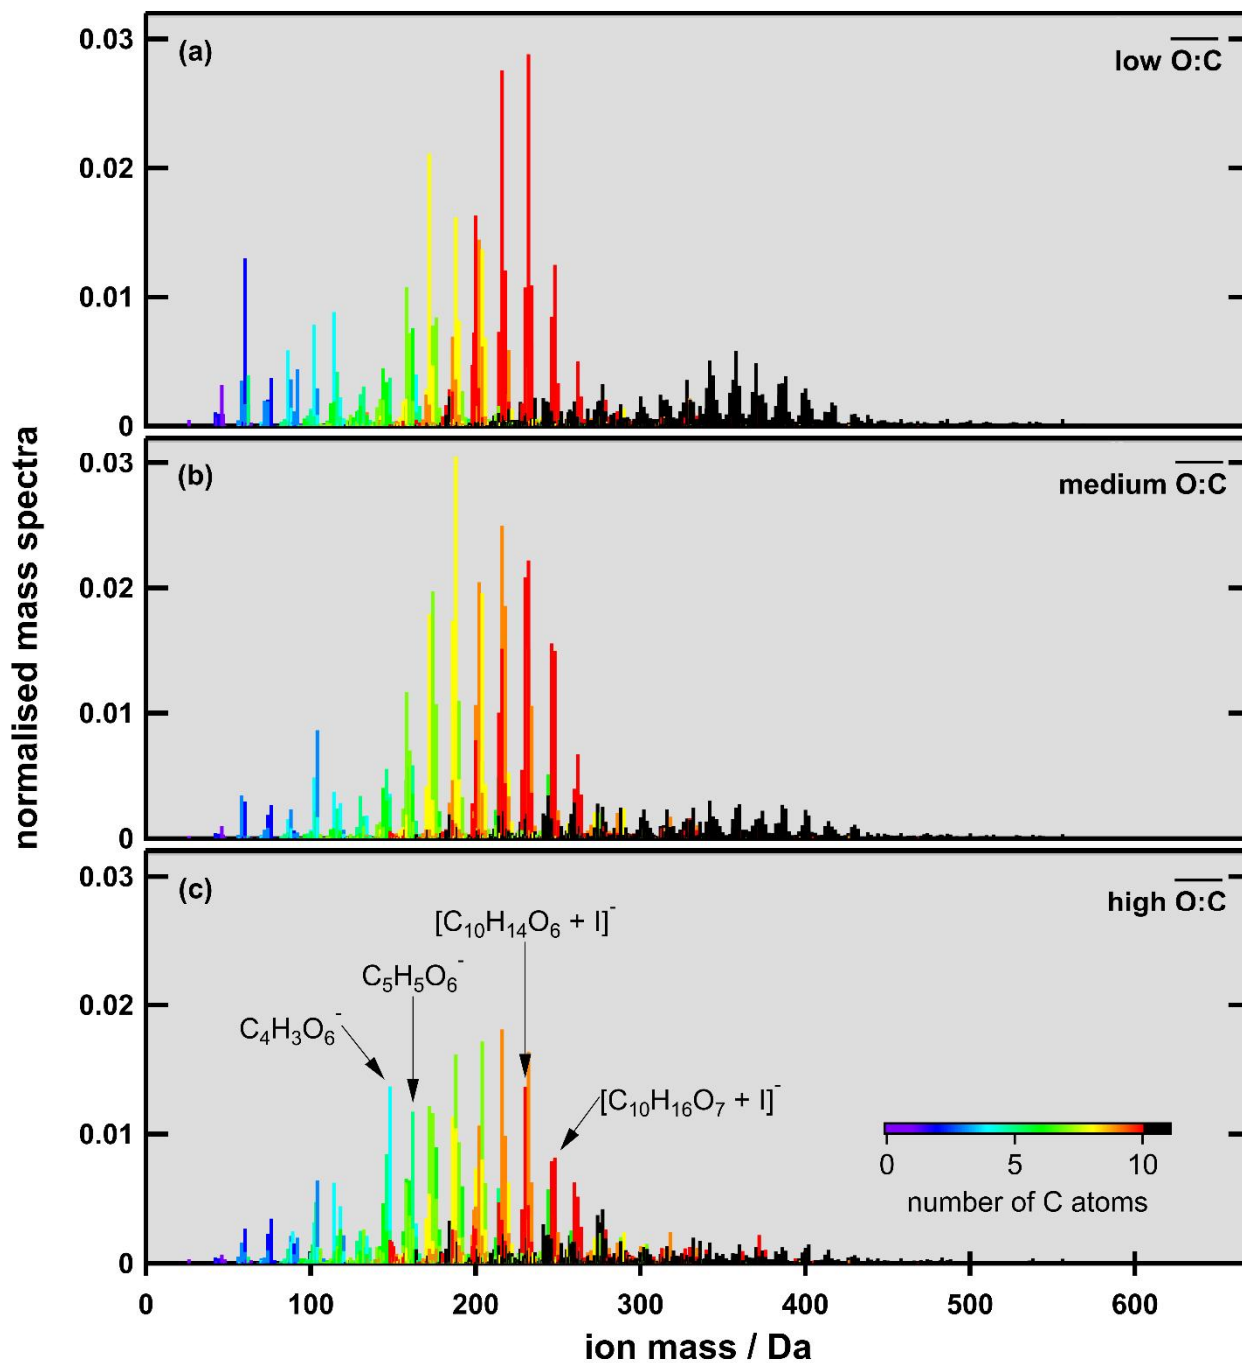 normalised mass spectra
0.03
0.02
0.01
0
(a)
low O:C
0.03
0.02
0.01
0
(b)
medium O:C
0.03
0.02
0.01
0
(c)
high O:C
[C₁₀H₁₄O₆ + I]⁻
C₅H₅O₆⁻
C₄H₃O₆⁻
[C₁₀H₁₆O₇ + I]⁻
0 5 10
number of C atoms
0 100 200 300 400 500 600
ion mass / Da